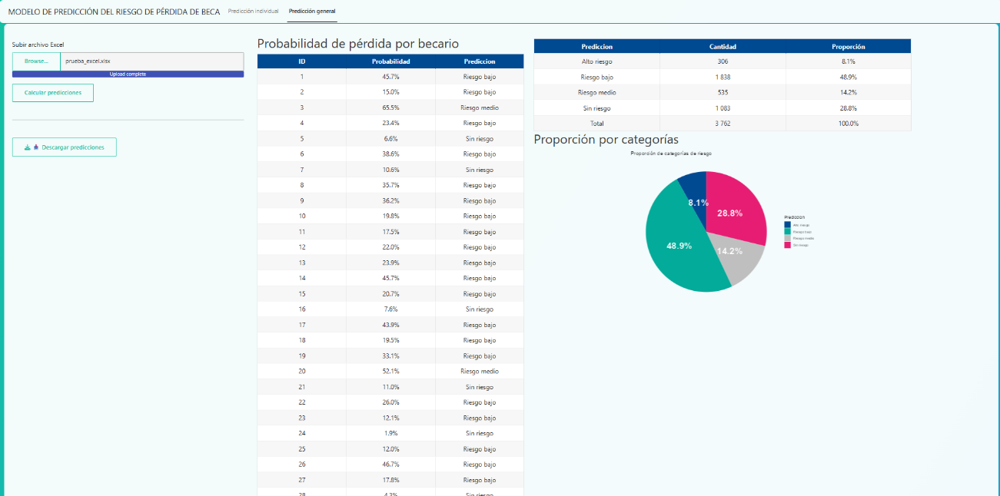 MODELO DE PREDICCIÓN DEL RIESGO DE PÉRDIDA DE BECA Predicción individual Predicción general
Subir archivo Excel
Browse... prueba_excel.xlsx
Upload complete
Calcular predicciones
Descargar predicciones
Probabilidad de pérdida por becario
ID Probabilidad Prediccion
1 45.7% Riesgo bajo
2 15.0% Riesgo bajo
3 65.5% Riesgo medio
4 23.4% Riesgo bajo
5 6.6% Sin riesgo
6 38.6% Riesgo bajo
7 10.6% Sin riesgo
8 35.7% Riesgo bajo
9 36.2% Riesgo bajo
10 19.8% Riesgo bajo
11 17.5% Riesgo bajo
12 22.0% Riesgo bajo
13 23.9% Riesgo bajo
14 45.7% Riesgo bajo
15 20.7% Riesgo bajo
16 7.6% Sin riesgo
17 43.9% Riesgo bajo
18 19.5% Riesgo bajo
19 33.1% Riesgo bajo
20 52.1% Riesgo medio
21 11.0% Sin riesgo
22 26.0% Riesgo bajo
23 12.1% Riesgo bajo
24 1.9% Sin riesgo
25 12.0% Riesgo bajo
26 46.7% Riesgo bajo
27 17.8% Riesgo bajo
28 4.3% Sin riesgo
Prediccion Cantidad Proporción
Alto riesgo 306 8.1%
Riesgo bajo 1 838 48.9%
Riesgo medio 535 14.2%
Sin riesgo 1 083 28.8%
Total 3 762 100.0%
Proporción por categorías
Proporción de categorías de riesgo
8.1%
28.8%
48.9%
14.2%
Prediccion
Alto riesgo
Riesgo bajo
Riesgo medio
Sin riesgo